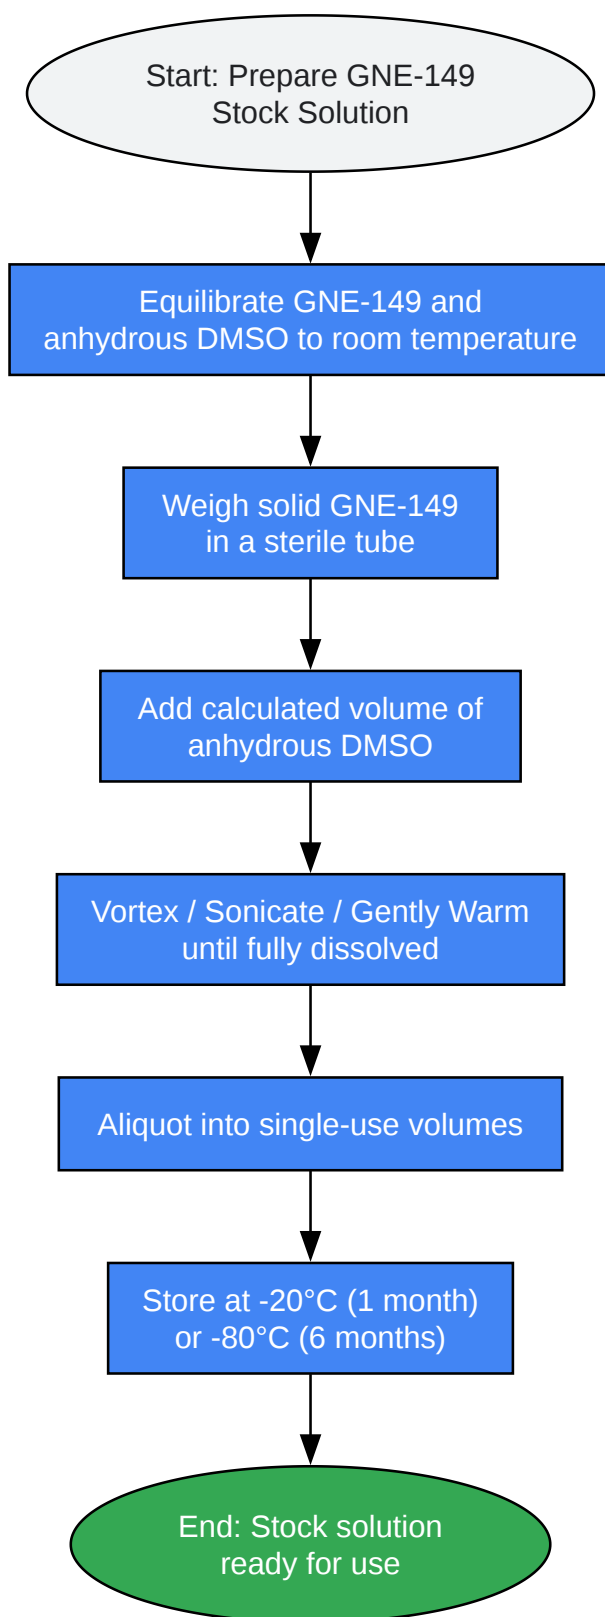 Start: Prepare GNE-149
Stock Solution
Equilibrate GNE-149 and
anhydrous DMSO to room temperature
Weigh solid GNE-149
in a sterile tube
Add calculated volume of
anhydrous DMSO
Vortex / Sonicate / Gently Warm
until fully dissolved
Aliquot into single-use volumes
Store at -20°C (1 month)
or -80°C (6 months)
End: Stock solution
ready for use